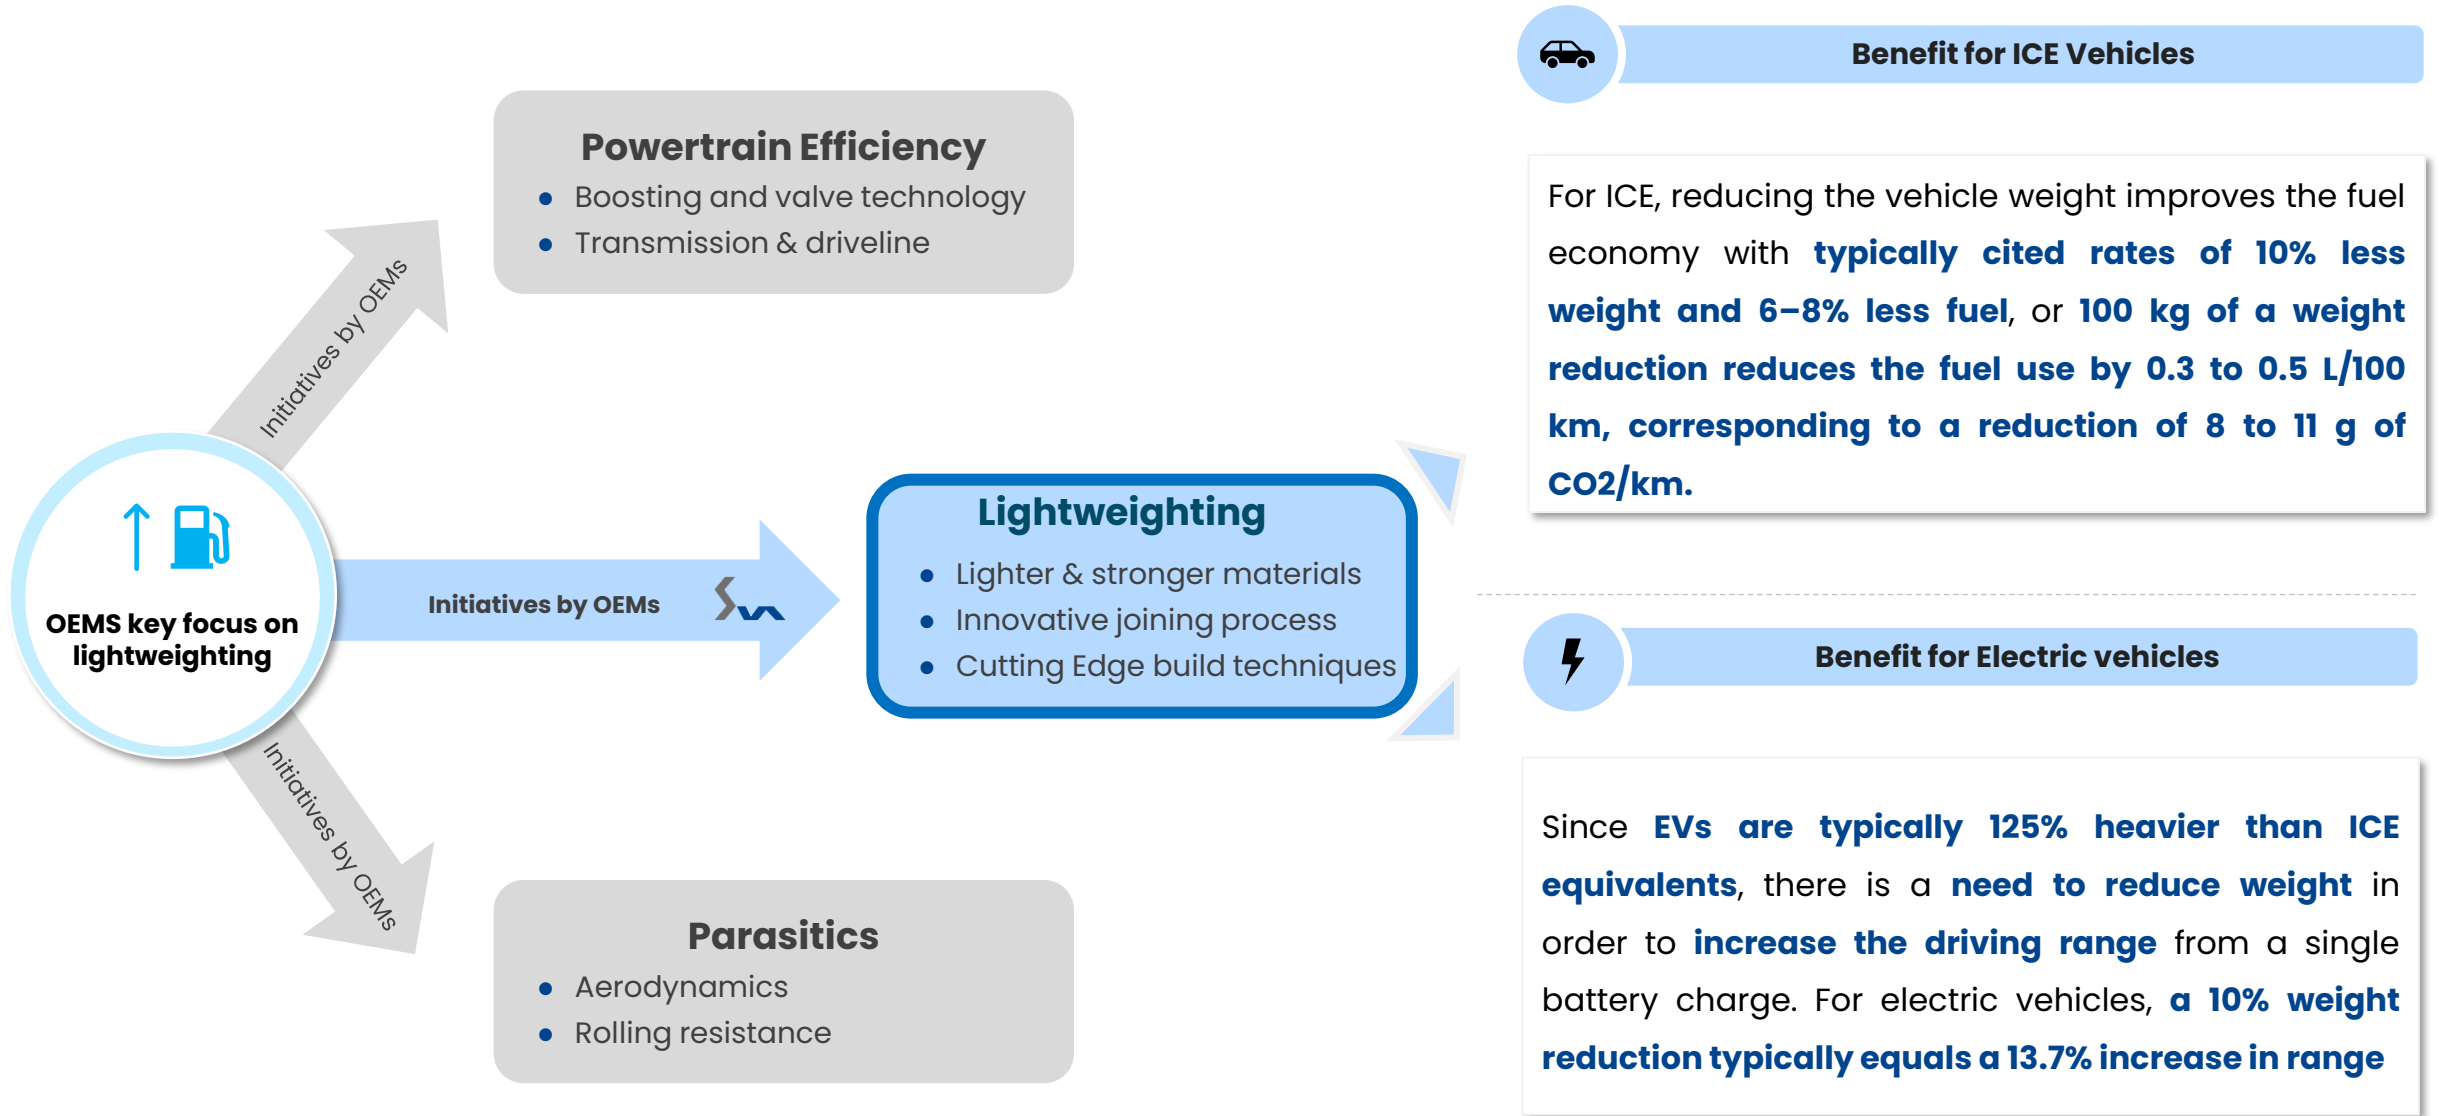 Benefit for ICE Vehicles
Powertrain Efficiency
• Boosting and valve technology
• Transmission & driveline
For ICE, reducing the vehicle weight improves the fuel
economy with typically cited rates of 10% less
weight and 6–8% less fuel, or 100 kg of a weight
reduction reduces the fuel use by 0.3 to 0.5 L/100
km, corresponding to a reduction of 8 to 11 g of
CO2/km.
Initiatives by OEMs
OEMS key focus on
lightweighting
Initiatives by OEMs
Lightweighting
• Lighter & stronger materials
• Innovative joining process
• Cutting Edge build techniques
Benefit for Electric vehicles
Initiatives by OEMs
Since EVs are typically 125% heavier than ICE
equivalents, there is a need to reduce weight in
order to increase the driving range from a single
battery charge. For electric vehicles, a 10% weight
reduction typically equals a 13.7% increase in range
Parasitics
• Aerodynamics
• Rolling resistance